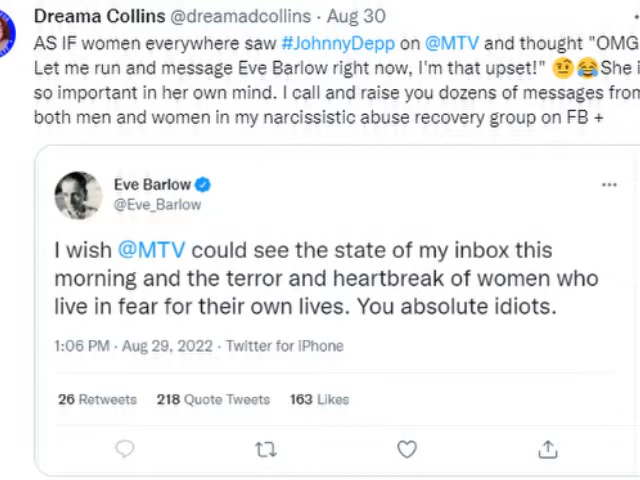 Dreama Collins @dreamadcollins · Aug 30
AS IF women everywhere saw #JohnnyDepp on @MTV and thought "OMG
Let me run and message Eve Barlow right now, I'm that upset!" 🤨😂She i
so important in her own mind. I call and raise you dozens of messages from
both men and women in my narcissistic abuse recovery group on FB +
Eve Barlow
@Eve_Barlow
I wish @MTV could see the state of my inbox this
morning and the terror and heartbreak of women who
live in fear for their own lives. You absolute idiots.
1:06 PM · Aug 29, 2022 · Twitter for iPhone
26 Retweets 218 Quote Tweets 163 Likes